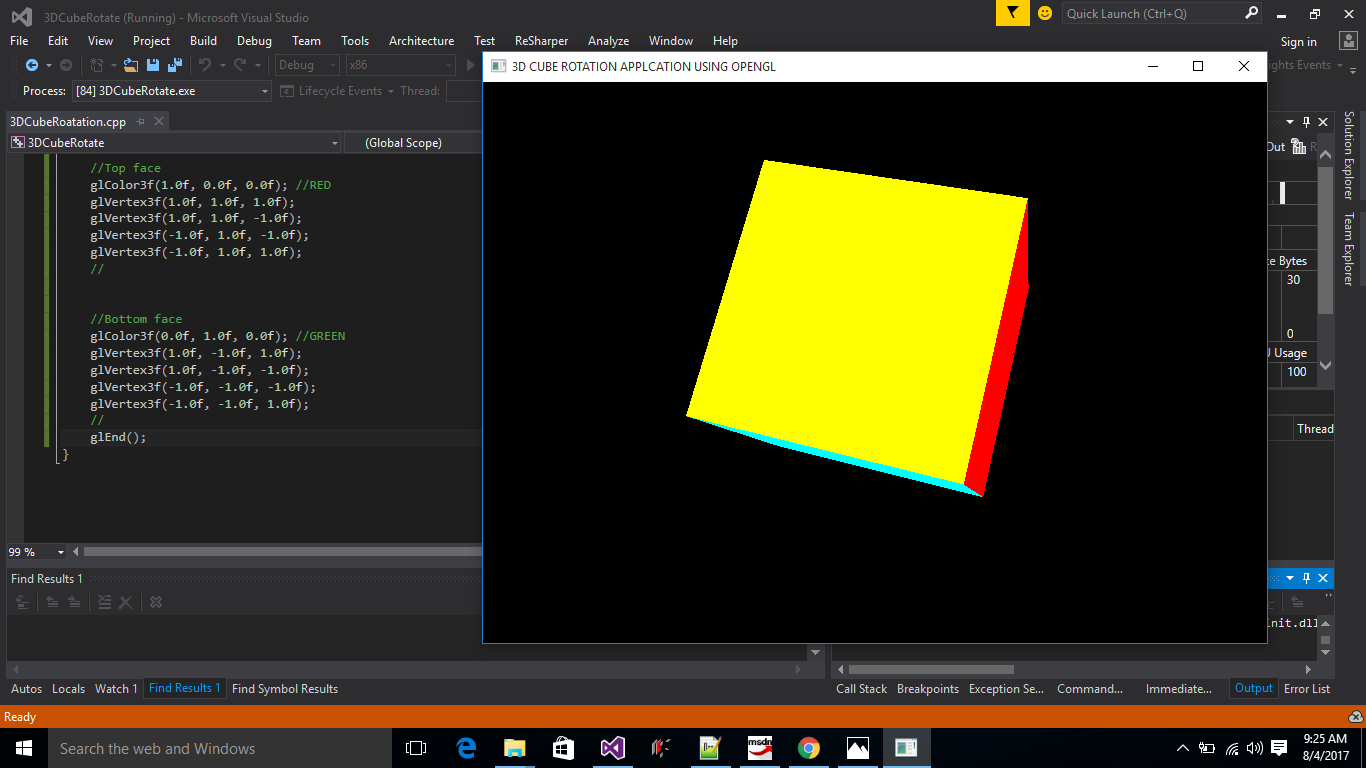 3DCubeRotate (Running) - Microsoft Visual Studio
Quick Launch (Ctrl+Q)
File Edit View Project Build Debug Team Tools Architecture Test ReSharper Analyze Window Help
Sign in
Debug x86
Process: [84] 3DCubeRotate.exe Lifecycle Events Thread:
3D CUBE ROTATION APPLCATION USING OPENGL
ights Events
3DCubeRoatation.cpp
3DCubeRotate (Global Scope)
//Top face
glColor3f(1.0f, 0.0f, 0.0f); //RED
glVertex3f(1.0f, 1.0f, 1.0f);
glVertex3f(1.0f, 1.0f, -1.0f);
glVertex3f(-1.0f, 1.0f, -1.0f);
glVertex3f(-1.0f, 1.0f, 1.0f);
//
//Bottom face
glColor3f(0.0f, 1.0f, 0.0f); //GREEN
glVertex3f(1.0f, -1.0f, 1.0f);
glVertex3f(1.0f, -1.0f, -1.0f);
glVertex3f(-1.0f, -1.0f, -1.0f);
glVertex3f(-1.0f, -1.0f, 1.0f);
//
glEnd();
}
99 %
Out R
Bytes
30
0
Usage
100
Thread
Solution Explorer
Team Explorer
Find Results 1
init.dll
Autos Locals Watch 1 Find Results 1 Find Symbol Results
Call Stack Breakpoints Exception Se... Command... Immediate... Output Error List
Ready
Search the web and Windows
msdn
9:25 AM
8/4/2017